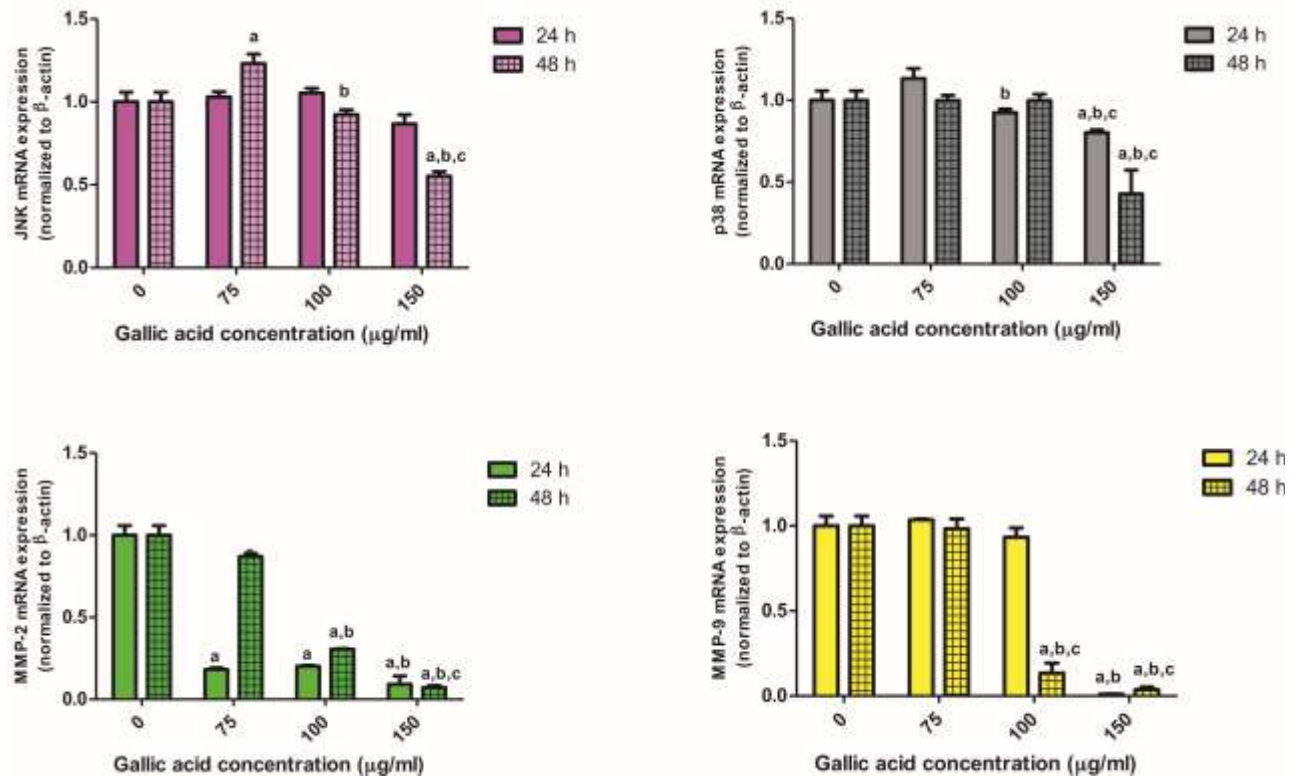 JNK mRNA expression
(normalized to β-actin)
1.5
1.0
0.5
0.0
a
b
a,b,c
24 h
48 h
0
75
100
150
Gallic acid concentration (μg/ml)
p38 mRNA expression
(normalized to β-actin)
1.5
1.0
0.5
0.0
b
a,b,c
a,b,c
24 h
48 h
0
75
100
150
Gallic acid concentration (μg/ml)
MMP-2 mRNA expression
(normalized to β-actin)
1.5
1.0
0.5
0.0
a
a
a,b
a,b
a,b,c
24 h
48 h
0
75
100
150
Gallic acid concentration (μg/ml)
MMP-9 mRNA expression
(normalized to β-actin)
1.5
1.0
0.5
0.0
a,b,c
a,b
a,b,c
24 h
48 h
0
75
100
150
Gallic acid concentration (μg/ml)